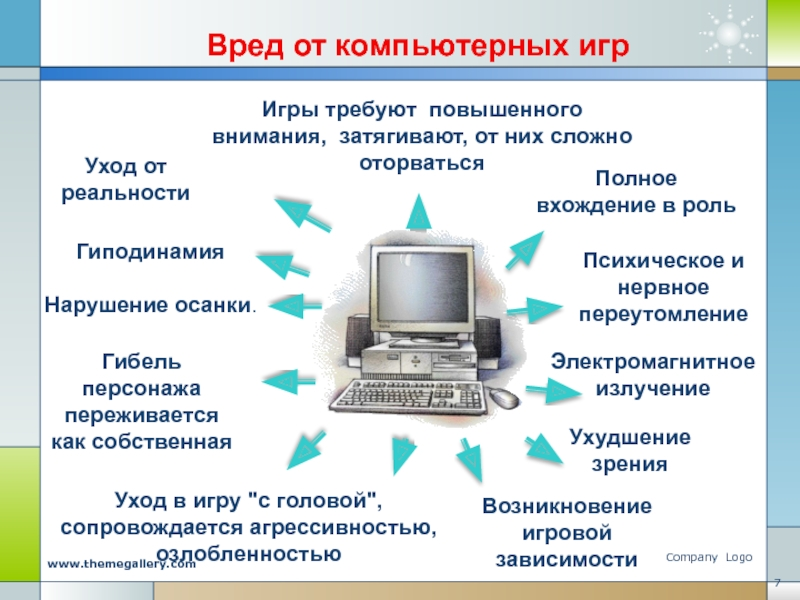 Вред от компьютерных игр
Игры требуют повышенного
внимания, затягивают, от них сложно
оторваться
Уход от
реальности
Полное
вхождение в роль
Гиподинамия
Психическое и
нервное
переутомление
Нарушение осанки.
Гибель
персонажа
переживается
как собственная
Электромагнитное
излучение
Ухудшение
зрения
Уход в игру "с головой",
сопровождается агрессивностью,
озлобленностью
Возникновение
игровой
зависимости
www.themegallery.com
Company Logo
7